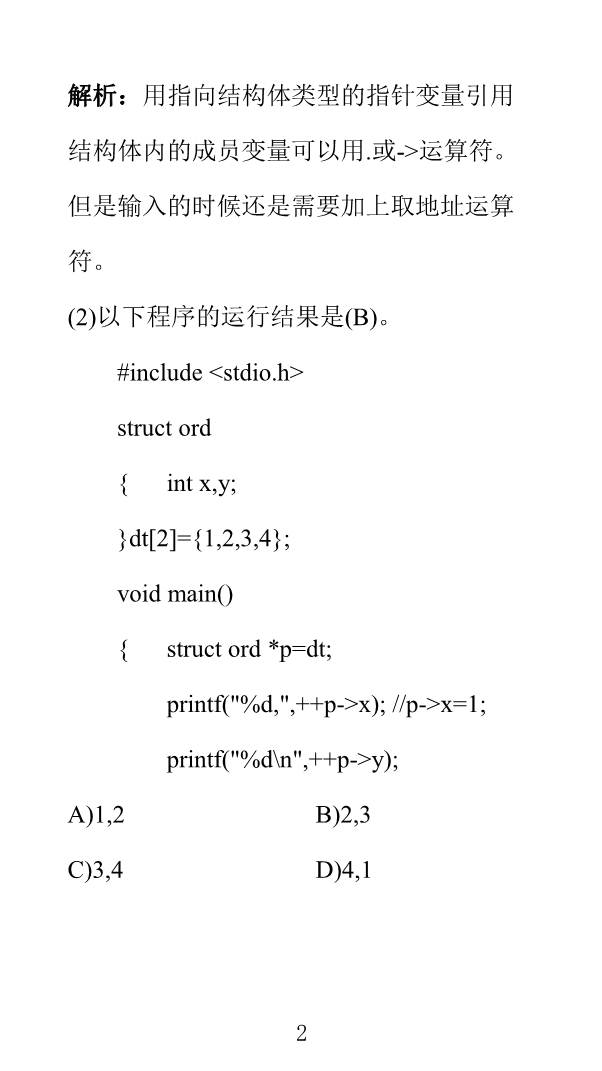 解析：用指向结构体类型的指针变量引用
结构体内的成员变量可以用.或->运算符。
但是输入的时候还是需要加上取地址运算
符。
(2)以下程序的运行结果是(B)。
#include <stdio.h>
struct ord
{ int x,y;
}dt[2]={1,2,3,4};
void main()
{ struct ord *p=dt;
printf("%d,",++p->x); //p->x=1;
printf("%d\n",++p->y);
A)1,2 B)2,3
C)3,4 D)4,1
2